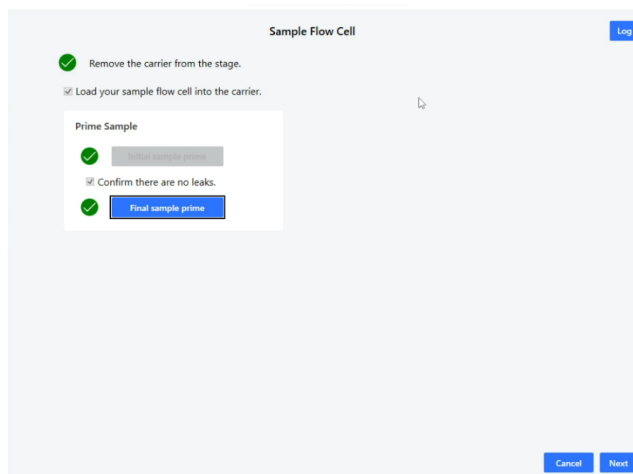 Sample Flow Cell
Log
Remove the carrier from the stage.
Load your sample flow cell into the carrier.
Prime Sample
Initial sample prime
Confirm there are no leaks.
Final sample prime
Cancel
Next